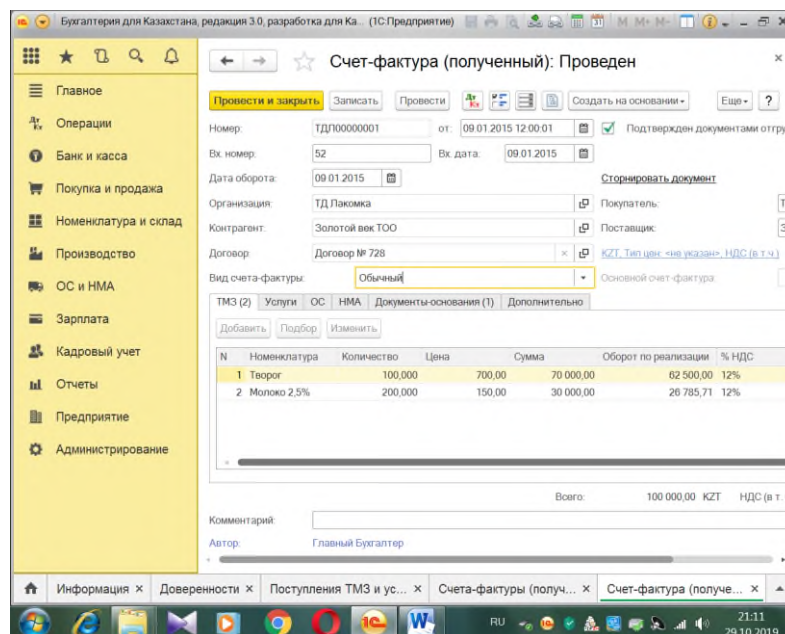 Бухгалтерия для Казахстана, редакция 3.0, разработка для Ка... (1С:Предприятие) M M+ M-
Главное
Операции
Банк и касса
Покупка и продажа
Номенклатура и склад
Производство
ОС и НМА
Зарплата
Кадровый учет
Отчеты
Предприятие
Администрирование
Счет-фактура (полученный): Проведен
Провести и закрыть Записать Провести Создать на основании Еще ?
Номер: ТДЛ00000001 от: 09.01.2015 12:00:01 Подтвержден документами отгру
Вх. номер: 52 Вх. дата: 09.01.2015
Дата оборота: 09.01.2015 Сторнировать документ
Организация: ТД Лакомка Покупатель: Т
Контрагент: Золотой век ТОО Поставщик: З
Договор: Договор № 728 KZT, Тип цен: <не указан>, НДС (в т.ч.)
Вид счета-фактуры: Обычный Основной счет-фактура:
ТМЗ (2) Услуги ОС НМА Документы-основания (1) Дополнительно
Добавить Подбор Изменить
N Номенклатура Количество Цена Сумма Оборот по реализации % НДС
1 Творог 100,000 700,00 70 000,00 62 500,00 12%
2 Молоко 2,5% 200,000 150,00 30 000,00 26 785,71 12%
Всего: 100 000,00 KZT НДС (в т.
Комментарий:
Автор: Главный Бухгалтер
Информация Доверенности Поступления ТМЗ и ус... Счета-фактуры (получ... Счет-фактура (получе...
RU 21:11
29.10.2019